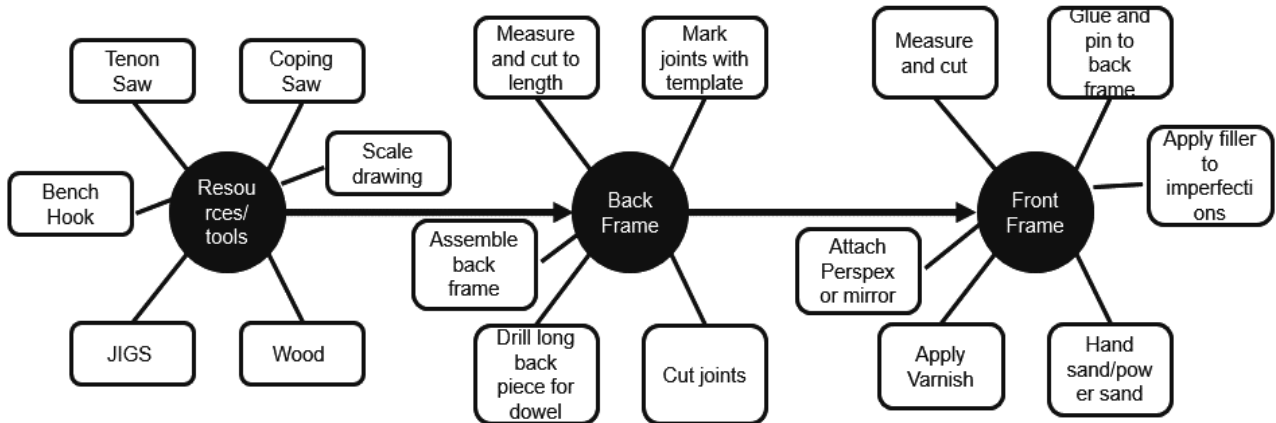 Tenon
Saw
Coping
Saw
Scale
drawing
Bench
Hook
Resou
rces/
tools
JIGS
Wood
Measure
and cut to
length
Mark
joints with
template
Back
Frame
Assemble
back
frame
Drill long
back
piece for
dowel
Cut joints
Measure
and cut
Glue and
pin to
back
frame
Apply filler
to
imperfecti
ons
Front
Frame
Attach
Perspex
or mirror
Apply
Varnish
Hand
sand/pow
er sand